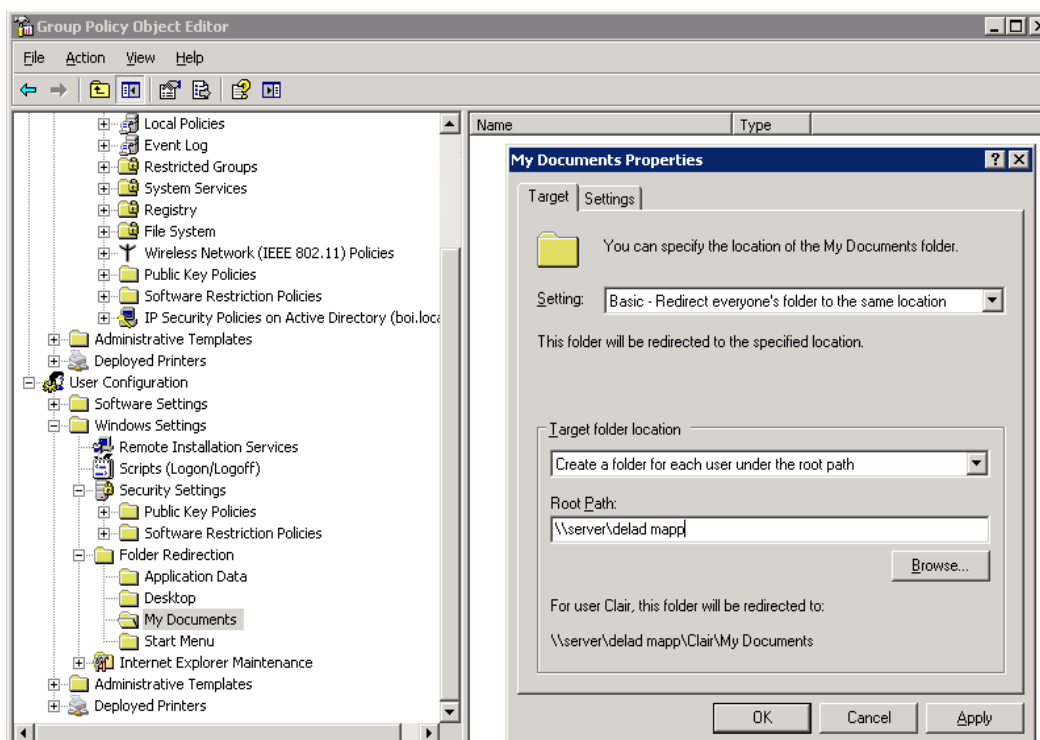 Group Policy Object Editor
File Action View Help
Local Policies
Event Log
Restricted Groups
System Services
Registry
File System
Wireless Network (IEEE 802.11) Policies
Public Key Policies
Software Restriction Policies
IP Security Policies on Active Directory (boi.loca
Administrative Templates
Deployed Printers
User Configuration
Software Settings
Windows Settings
Remote Installation Services
Scripts (Logon/Logoff)
Security Settings
Public Key Policies
Software Restriction Policies
Folder Redirection
Application Data
Desktop
My Documents
Start Menu
Internet Explorer Maintenance
Administrative Templates
Deployed Printers
Name Type
My Documents Properties
Target Settings
You can specify the location of the My Documents folder.
Setting: Basic - Redirect everyone's folder to the same location
This folder will be redirected to the specified location.
Target folder location
Create a folder for each user under the root path
Root Path:
\\server\delad mapp
Browse...
For user Clair, this folder will be redirected to:
\\server\delad mapp\Clair\My Documents
OK Cancel Apply